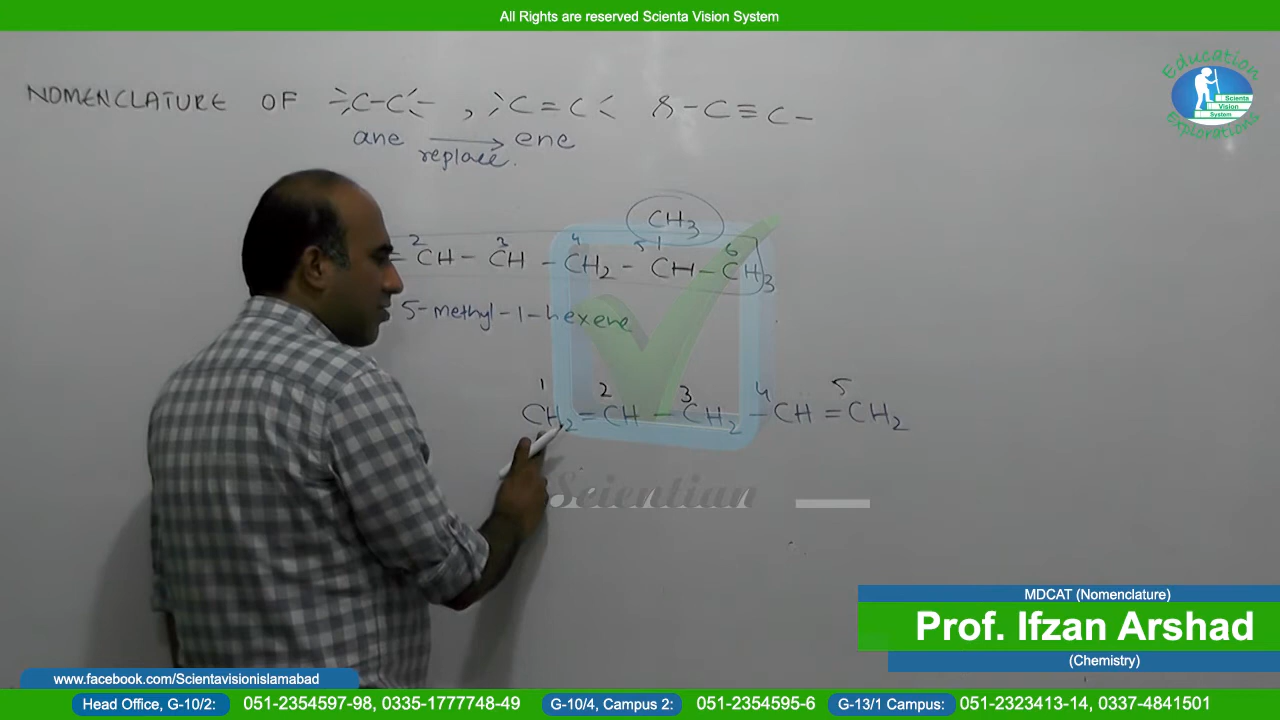 All Rights are reserved Scienta Vision System
Education
Scienta
Vision
System
Explorations
NOMENCLATURE OF -C-C-, >C=C< & -C≡C-
ane → ene
replace.
CH3
2 3 4 5 6
= CH - CH - CH2 - CH - CH3
5-methyl-1-hexene
1 2 3 4 5
CH2 = CH - CH2 - CH = CH2
Scientian
MDCAT (Nomenclature)
Prof. Ifzan Arshad
(Chemistry)
www.facebook.com/Scientavisionislamabad
Head Office, G-10/2: 051-2354597-98, 0335-1777748-49 G-10/4, Campus 2: 051-2354595-6 G-13/1 Campus: 051-2323413-14, 0337-4841501